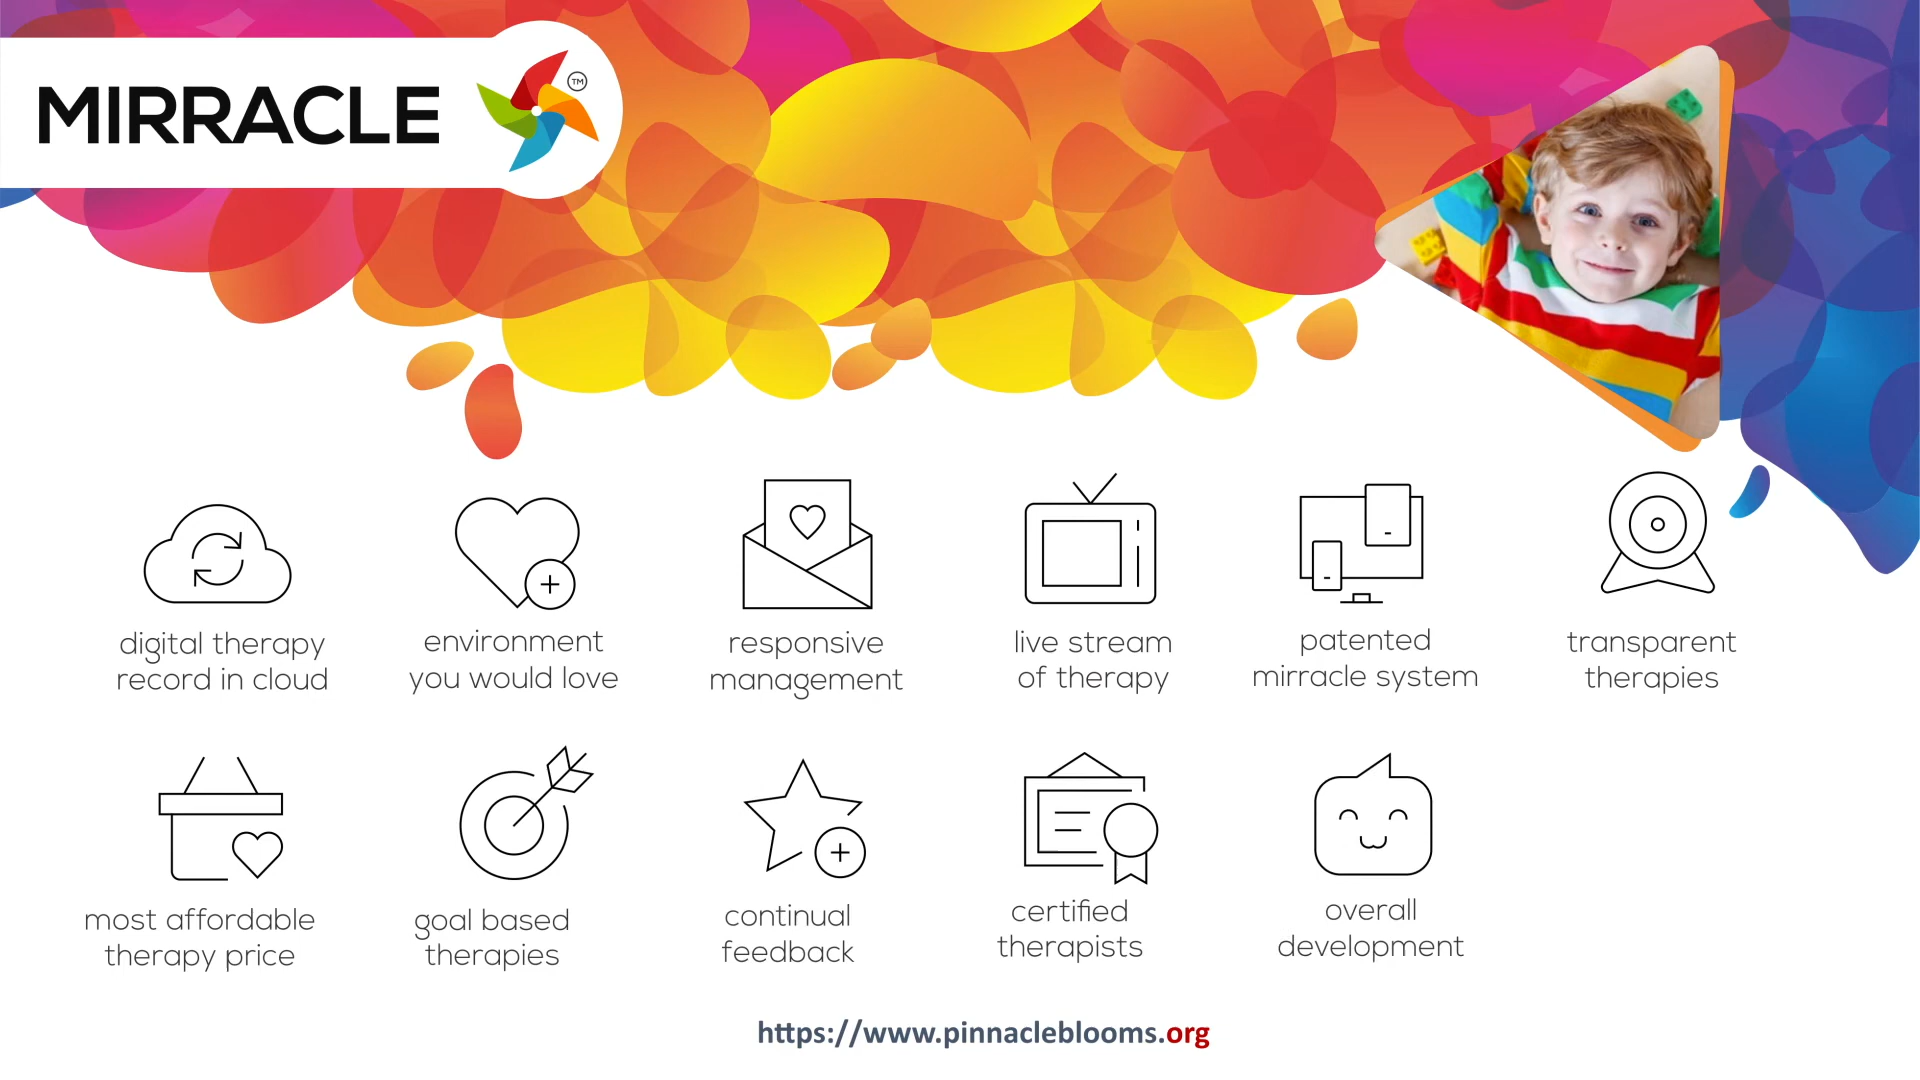 MIRRACLE
TM
digital therapy
record in cloud
environment
you would love
responsive
management
live stream
of therapy
patented
mirracle system
transparent
therapies
most affordable
therapy price
goal based
therapies
continual
feedback
certified
therapists
overall
development
https://www.pinnacleblooms.org